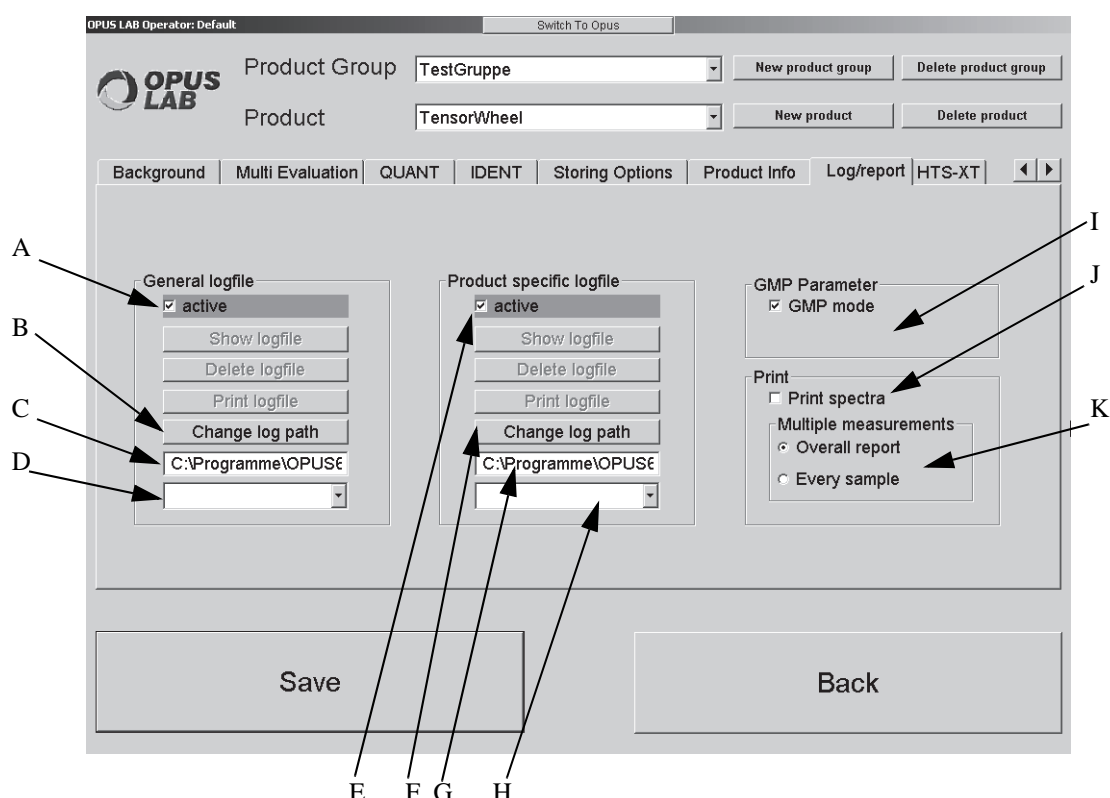 OPUS LAB Operator: Default
Switch To Opus
OPUS
LAB
Product Group
TestGruppe
New product group
Delete product group
Product
TensorWheel
New product
Delete product
Background
Multi Evaluation
QUANT
IDENT
Storing Options
Product Info
Log/report
HTS-XT
A
B
C
D
General logfile
active
Show logfile
Delete logfile
Print logfile
Change log path
C:\Programme\OPUS6
Product specific logfile
active
Show logfile
Delete logfile
Print logfile
Change log path
C:\Programme\OPUS6
GMP Parameter
GMP mode
Print
Print spectra
Multiple measurements
Overall report
Every sample
I
J
K
Save
Back
E
F
G
H